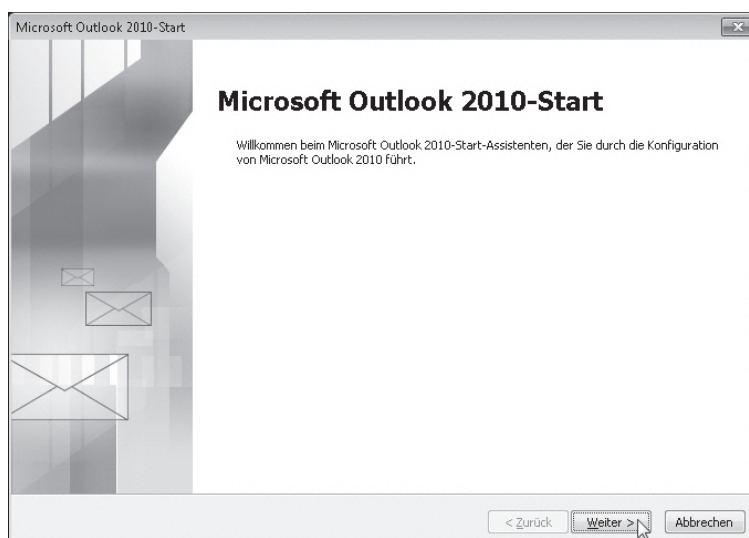 Microsoft Outlook 2010-Start
Microsoft Outlook 2010-Start
Willkommen beim Microsoft Outlook 2010-Start-Assistenten, der Sie durch die Konfiguration
von Microsoft Outlook 2010 führt.
< Zurück Weiter > Abbrechen